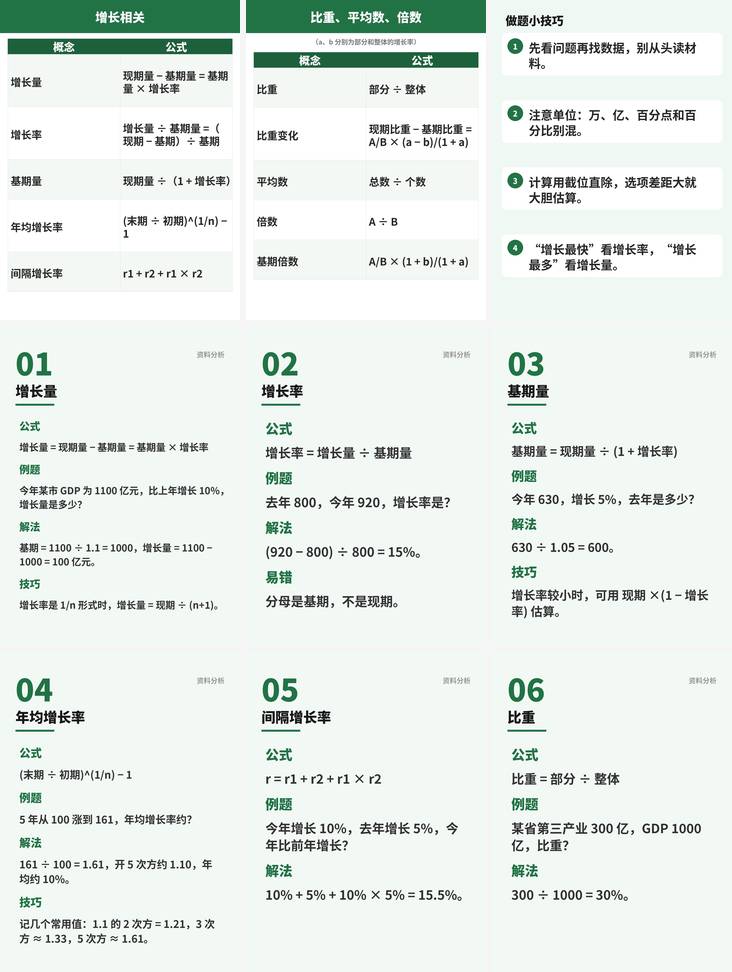 增长相关
概念 公式
增长量 现期量 − 基期量 = 基期
量 × 增长率
增长率 增长量 ÷ 基期量 =（
现期 − 基期）÷ 基期
基期量 现期量 ÷（1 + 增长率）
年均增长率 (末期 ÷ 初期)^(1/n) −
1
间隔增长率 r1 + r2 + r1 × r2
比重、平均数、倍数
（a、b 分别为部分和整体的增长率）
概念 公式
比重 部分 ÷ 整体
比重变化 现期比重 − 基期比重 =
A/B × (a − b)/(1 + a)
平均数 总数 ÷ 个数
倍数 A ÷ B
基期倍数 A/B × (1 + b)/(1 + a)
做题小技巧
1 先看问题再找数据，别从头读材
料。
2 注意单位：万、亿、百分点和百
分比别混。
3 计算用截位直除，选项差距大就
大胆估算。
4 “增长最快”看增长率，“增长
最多”看增长量。
01
资料分析
增长量
公式
增长量 = 现期量 − 基期量 = 基期量 × 增长率
例题
今年某市 GDP 为 1100 亿元，比上年增长 10%，
增长量是多少？
解法
基期 = 1100 ÷ 1.1 = 1000，增长量 = 1100 −
1000 = 100 亿元。
技巧
增长率是 1/n 形式时，增长量 = 现期 ÷ (n+1)。
02
资料分析
增长率
公式
增长率 = 增长量 ÷ 基期量
例题
去年 800，今年 920，增长率是？
解法
(920 − 800) ÷ 800 = 15%。
易错
分母是基期，不是现期。
03
资料分析
基期量
公式
基期量 = 现期量 ÷ (1 + 增长率)
例题
今年 630，增长 5%，去年是多少？
解法
630 ÷ 1.05 = 600。
技巧
增长率较小时，可用 现期 ×(1 − 增长
率) 估算。
04
资料分析
年均增长率
公式
(末期 ÷ 初期)^(1/n) − 1
例题
5 年从 100 涨到 161，年均增长率约？
解法
161 ÷ 100 = 1.61，开 5 次方约 1.10，年
均约 10%。
技巧
记几个常用值：1.1 的 2 次方 = 1.21，3 次
方 ≈ 1.33，5 次方 ≈ 1.61。
05
资料分析
间隔增长率
公式
r = r1 + r2 + r1 × r2
例题
今年增长 10%，去年增长 5%，今
年比前年增长？
解法
10% + 5% + 10% × 5% = 15.5%。
06
资料分析
比重
公式
比重 = 部分 ÷ 整体
例题
某省第三产业 300 亿，GDP 1000
亿，比重？
解法
300 ÷ 1000 = 30%。